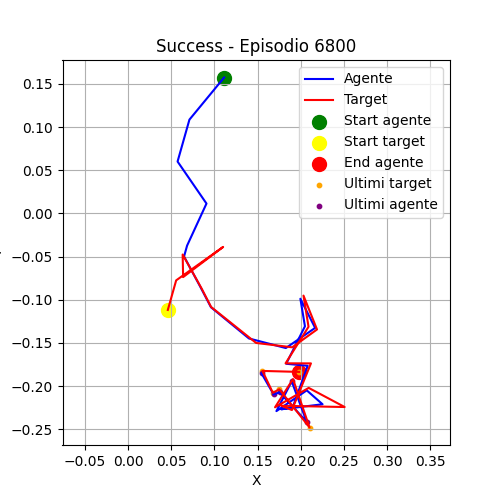 Success - Episodio 6800
Agente
Target
Start agente
Start target
End agente
Ultimi target
Ultimi agente
0.15
0.10
0.05
0.00
−0.05
−0.10
−0.15
−0.20
−0.25
−0.05 0.00 0.05 0.10 0.15 0.20 0.25 0.30 0.35
X